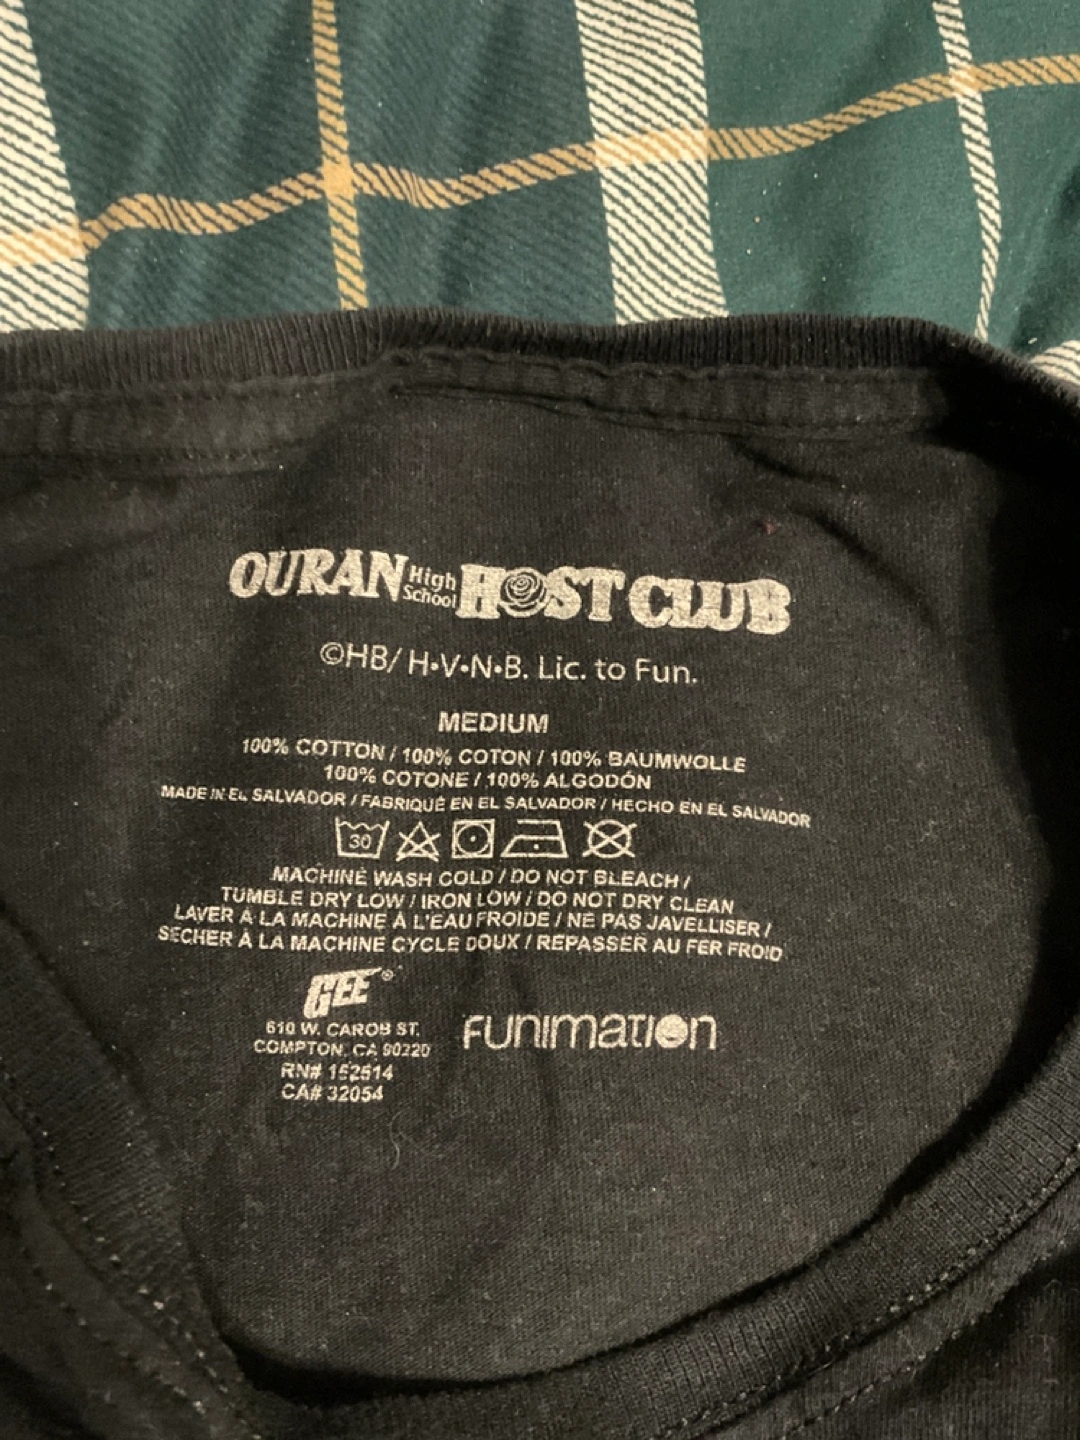 OURAN High School HOST CLUB
©HB/ H•V•N•B. Lic. to Fun.
MEDIUM
100% COTTON / 100% COTON / 100% BAUMWOLLE
100% COTONE / 100% ALGODÓN
MADE IN EL SALVADOR / FABRIQUÉ EN EL SALVADOR / HECHO EN EL SALVADOR
30
MACHINE WASH COLD / DO NOT BLEACH /
TUMBLE DRY LOW / IRON LOW / DO NOT DRY CLEAN
LAVER À LA MACHINE À L'EAU FROIDE / NE PAS JAVELLISER /
SÉCHER À LA MACHINE CYCLE DOUX / REPASSER AU FER FROID
GEE®
610 W. CAROB ST.
COMPTON, CA 90220
RN# 152514
CA# 32054
FUNIMATION